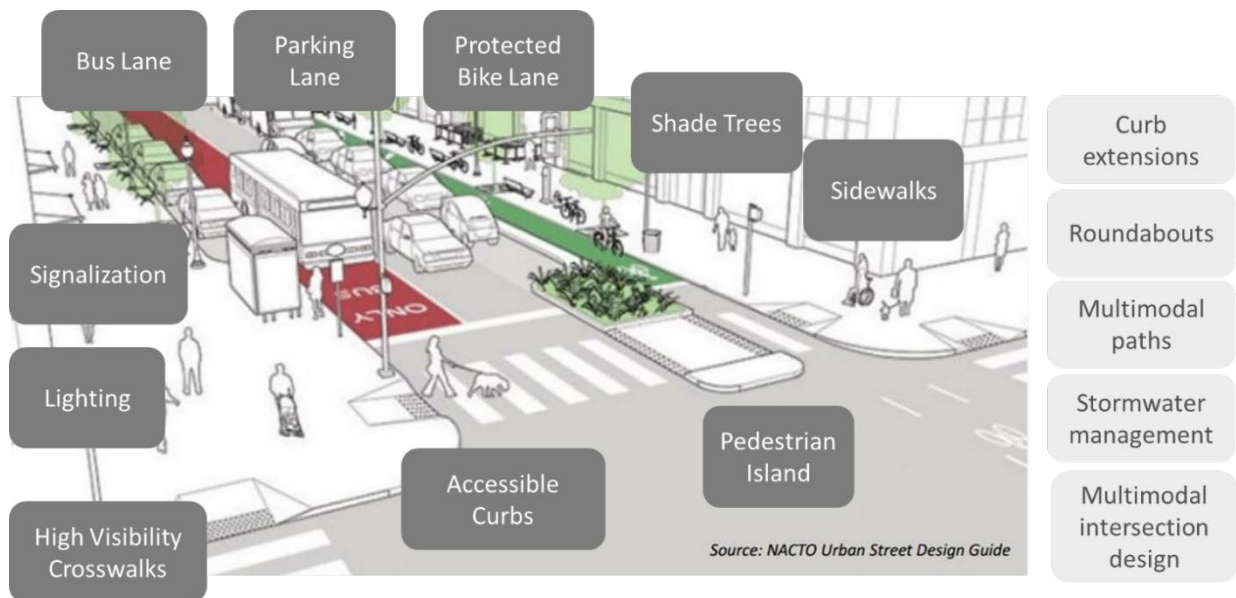 Bus Lane
Parking
Lane
Protected
Bike Lane
Shade Trees
Sidewalks
Signalization
Lighting
High Visibility
Crosswalks
Accessible
Curbs
Pedestrian
Island
ONLY
BUS
Source: NACTO Urban Street Design Guide
Curb
extensions
Roundabouts
Multimodal
paths
Stormwater
management
Multimodal
intersection
design